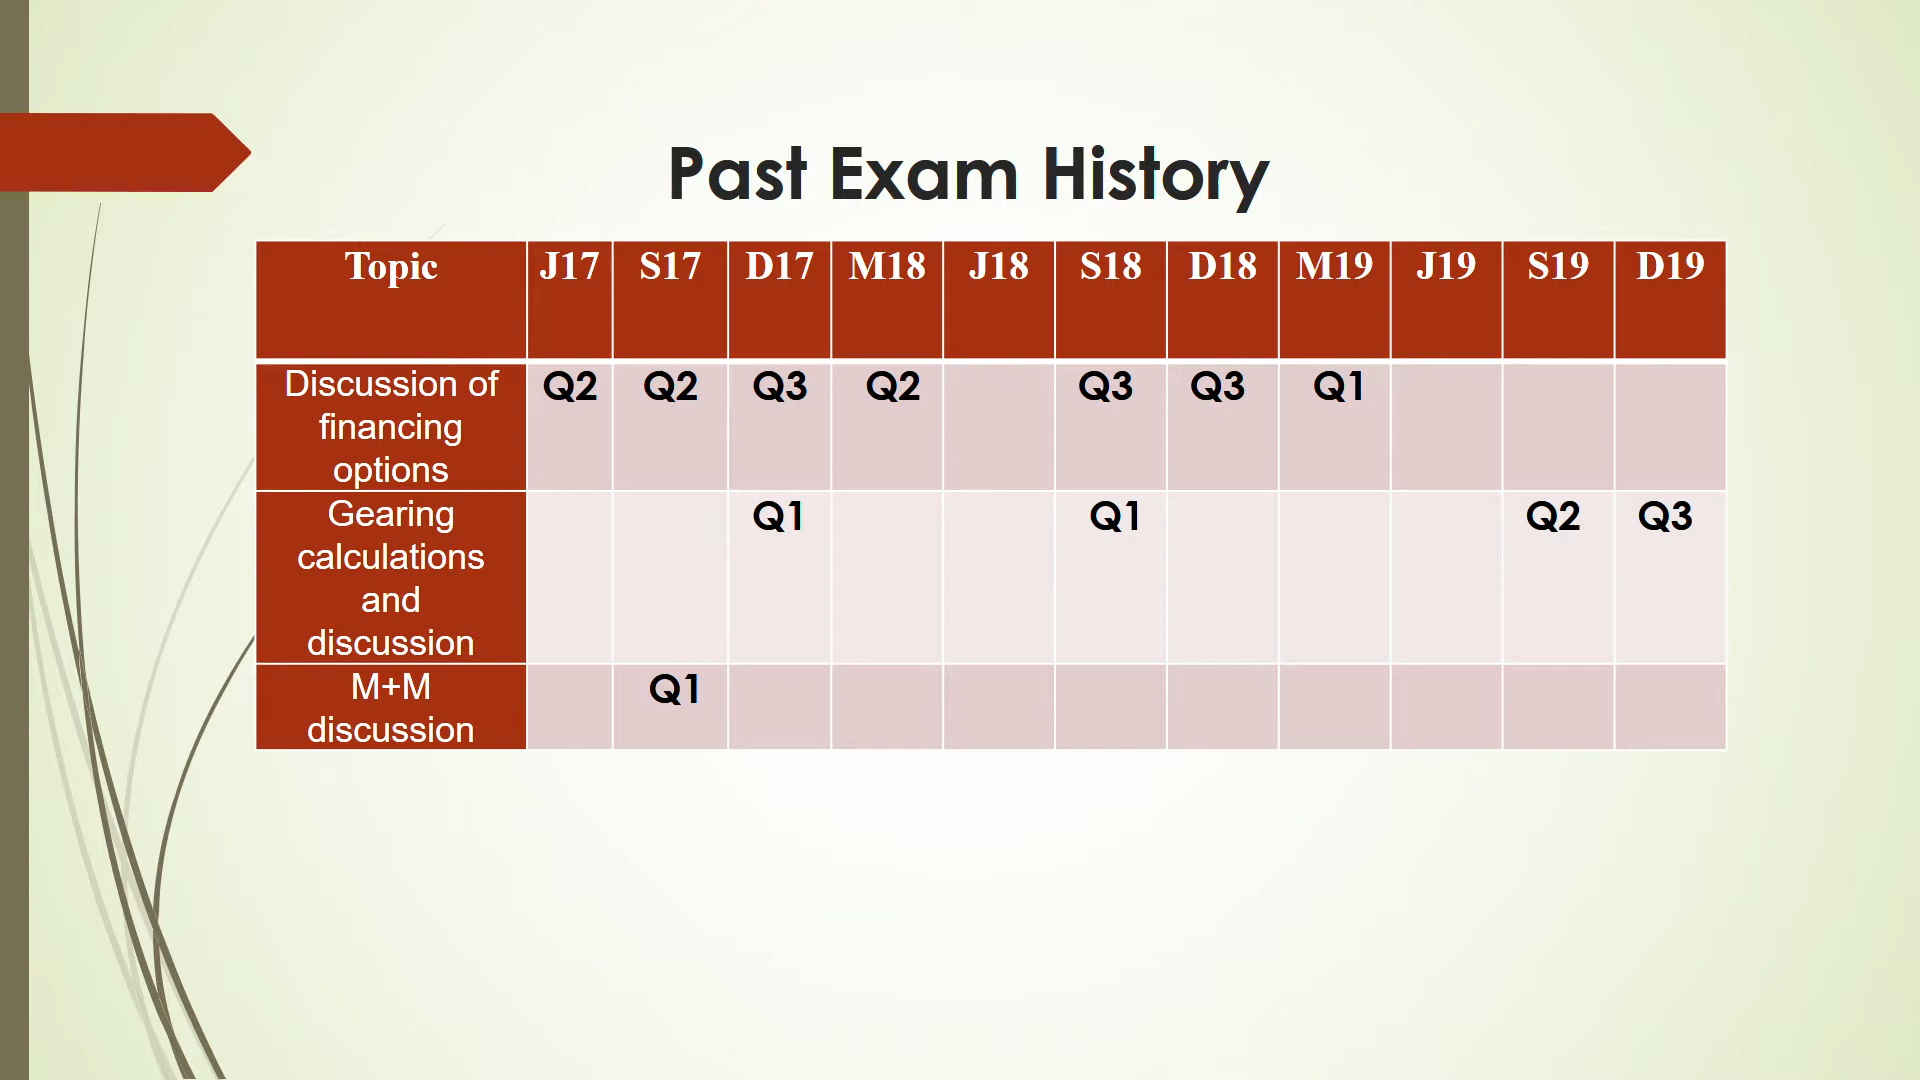 Past Exam History
Topic J17 S17 D17 M18 J18 S18 D18 M19 J19 S19 D19
Discussion of
financing
options
Q2 Q2 Q3 Q2 Q3 Q3 Q1
Gearing
calculations
and
discussion
Q1 Q1 Q2 Q3
M+M
discussion
Q1